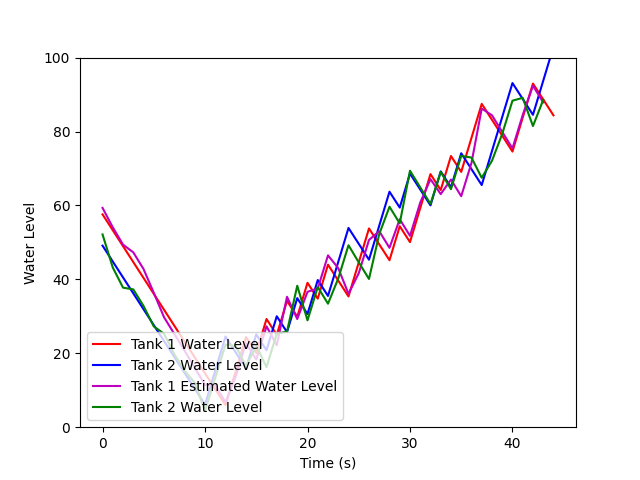 100
80
60
40
20
0
Water Level
Tank 1 Water Level
Tank 2 Water Level
Tank 1 Estimated Water Level
Tank 2 Water Level
0 10 20 30 40
Time (s)